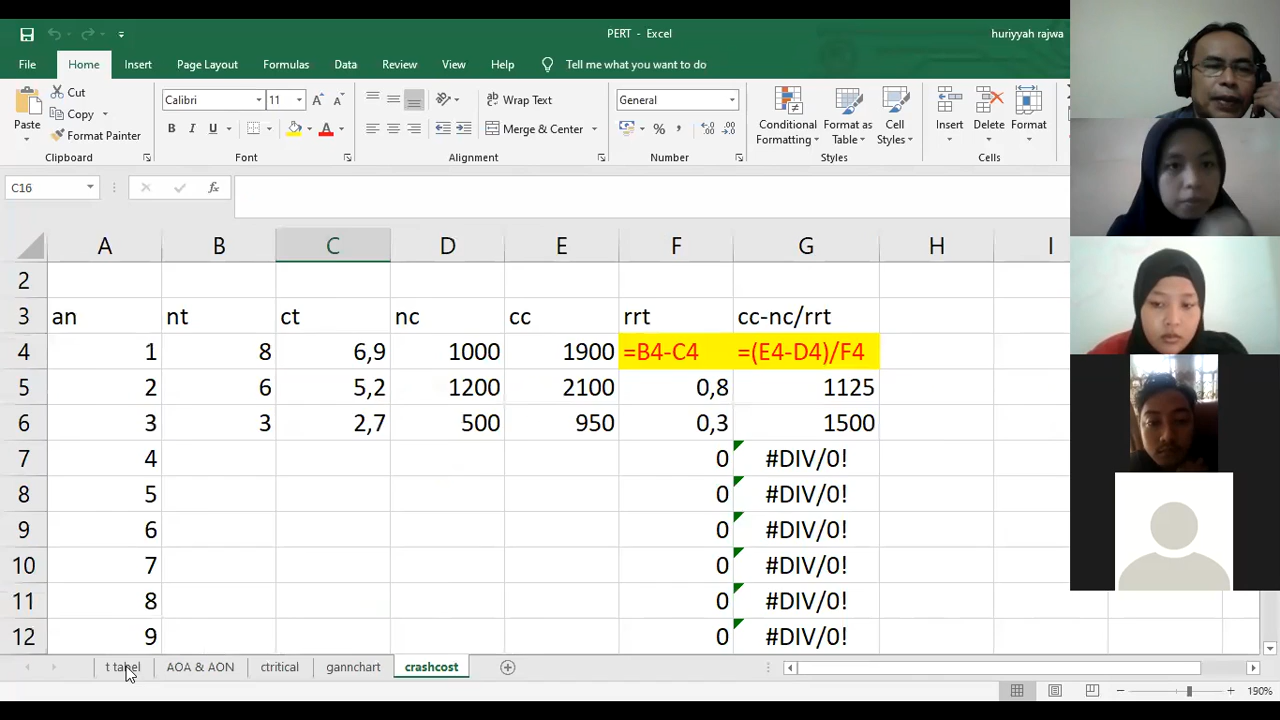 PERT - Excel
huriyyah rajwa
File Home Insert Page Layout Formulas Data Review View Help Tell me what you want to do
Cut
Copy
Format Painter
Paste
Clipboard
Calibri 11
B I U
Font
Wrap Text
Merge & Center
Alignment
General
Number
Conditional Formatting
Format as Table
Cell Styles
Styles
Insert
Delete
Format
Cells
C16 fx
A B C D E F G H I
2
3 an nt ct nc cc rrt cc-nc/rrt
4 1 8 6,9 1000 1900 =B4-C4 =(E4-D4)/F4
5 2 6 5,2 1200 2100 0,8 1125
6 3 3 2,7 500 950 0,3 1500
7 4 0 #DIV/0!
8 5 0 #DIV/0!
9 6 0 #DIV/0!
10 7 0 #DIV/0!
11 8 0 #DIV/0!
12 9 0 #DIV/0!
t tabel AOA & AON ctritical gannchart crashcost
190%